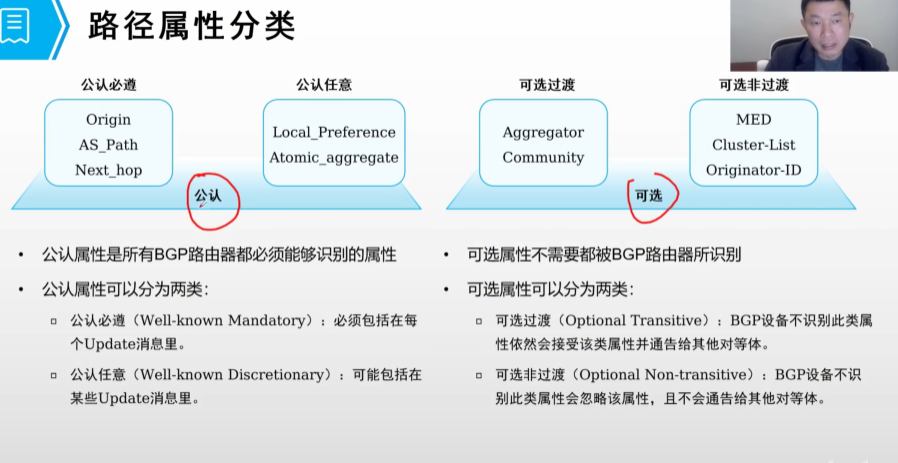 路径属性分类
公认必遵
公认任意
可选过渡
可选非过渡
Origin
AS_Path
Next_hop
Local_Preference
Atomic_aggregate
Aggregator
Community
MED
Cluster-List
Originator-ID
公认
可选
• 公认属性是所有BGP路由器都必须能够识别的属性
• 公认属性可以分为两类：
▫ 公认必遵（Well-known Mandatory）：必须包括在每
个Update消息里。
▫ 公认任意（Well-known Discretionary）：可能包括在
某些Update消息里。
• 可选属性不需要都被BGP路由器所识别
• 可选属性可以分为两类：
▫ 可选过渡（Optional Transitive）：BGP设备不识别此类属
性依然会接受该类属性并通告给其他对等体。
▫ 可选非过渡（Optional Non-transitive）：BGP设备不识
别此类属性会忽略该属性，且不会通告给其他对等体。